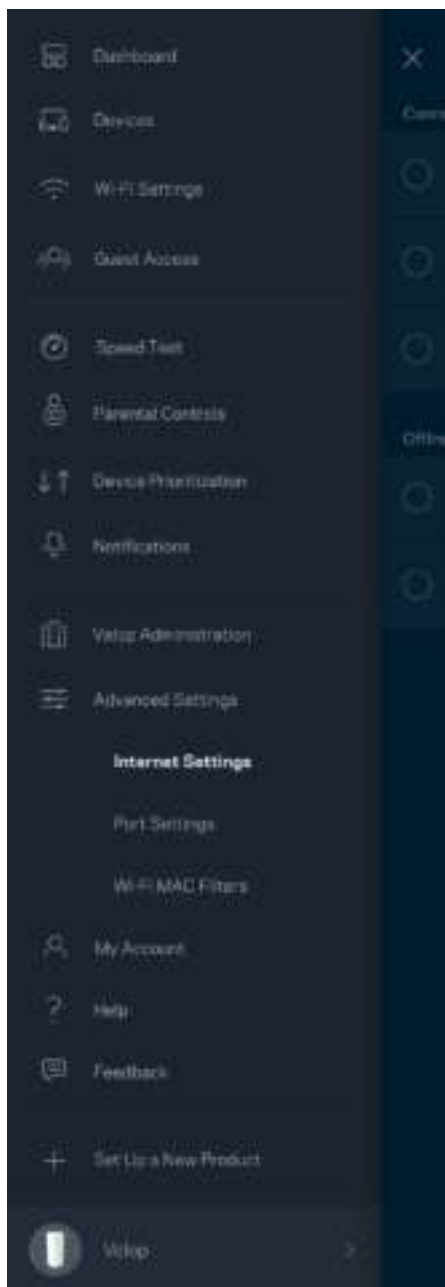 Dashboard
Devices
Wi-Fi Settings
Guest Access
Speed Test
Parental Controls
Device Prioritization
Notifications
Velop Administration
Advanced Settings
Internet Settings
Port Settings
Wi-Fi MAC Filters
My Account
Help
Feedback
Set Up a New Product
Velop